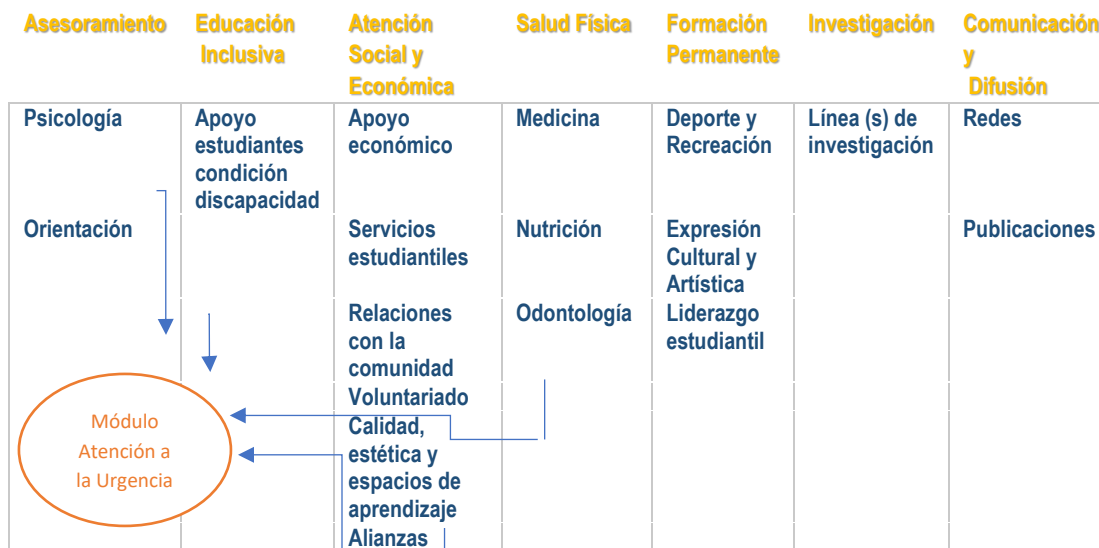 Asesoramiento
Educación
Inclusiva
Atención
Social y
Económica
Salud Física
Formación
Permanente
Investigación
Comunicación
y
Difusión
Psicología
Apoyo
estudiantes
condición
discapacidad
Apoyo
económico
Medicina
Deporte y
Recreación
Línea (s) de
investigación
Redes
Orientación
Servicios
estudiantiles
Nutrición
Expresión
Cultural y
Artística
Publicaciones
Relaciones
con la
comunidad
Odontología
Liderazgo
estudiantil
Voluntariado
Calidad,
estética y
espacios de
aprendizaje
Alianzas
Módulo
Atención a
la Urgencia